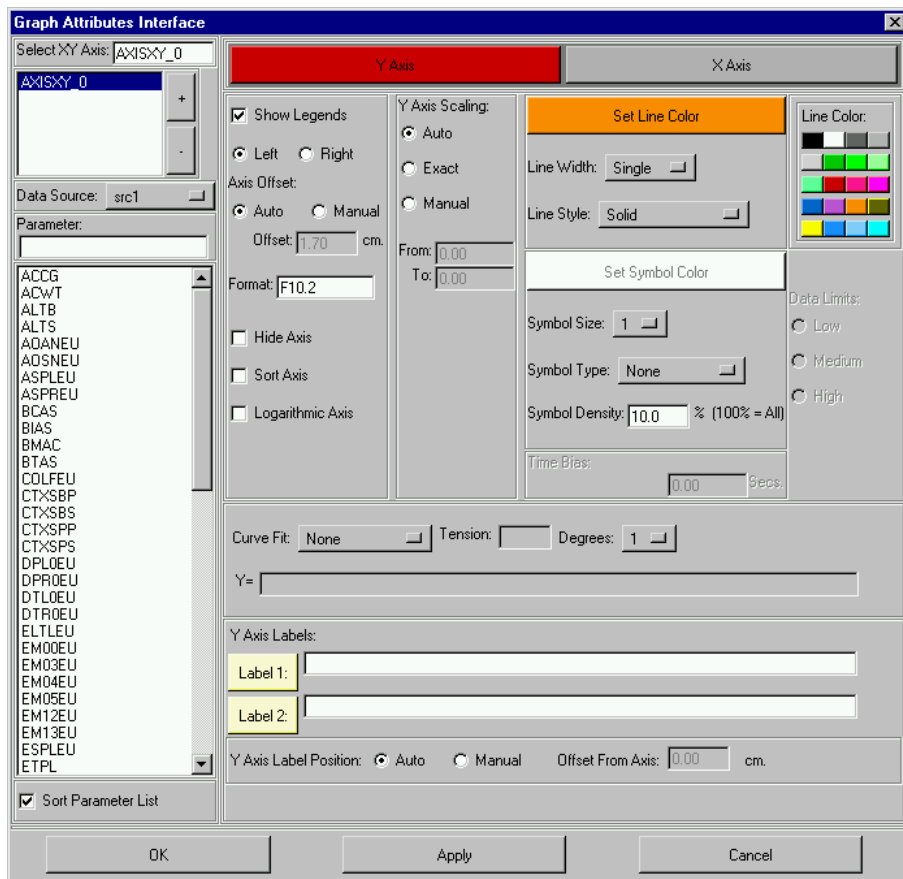 Graph Attributes Interface
Select XY Axis: AXISXY_0
AXISXY_0
+
-
Data Source: src1
Parameter:
ACCG
ACWT
ALTB
ALTS
AOANEU
AOSNEU
ASPLEU
ASPREU
BCAS
BIAS
BMAC
BTAS
COLFEU
CTXSBP
CTXSBS
CTXSPP
CTXSPS
DPL0EU
DPR0EU
DTL0EU
DTR0EU
ELTLEU
EM00EU
EM03EU
EM04EU
EM05EU
EM12EU
EM13EU
ESPLEU
ETPL
Sort Parameter List
Y Axis
X Axis
Show Legends
Left Right
Axis Offset:
Auto Manual
Offset: 1.70 cm.
Format: F10.2
Hide Axis
Sort Axis
Logarithmic Axis
Y Axis Scaling:
Auto
Exact
Manual
From: 0.00
To: 0.00
Set Line Color
Line Width: Single
Line Style: Solid
Line Color:
Set Symbol Color
Symbol Size: 1
Symbol Type: None
Symbol Density: 10.0 % (100% = All)
Data Limits:
Low
Medium
High
Time Bias:
0.00 Secs.
Curve Fit: None Tension: Degrees: 1
Y=
Y Axis Labels:
Label 1:
Label 2:
Y Axis Label Position: Auto Manual Offset From Axis: 0.00 cm.
OK Apply Cancel